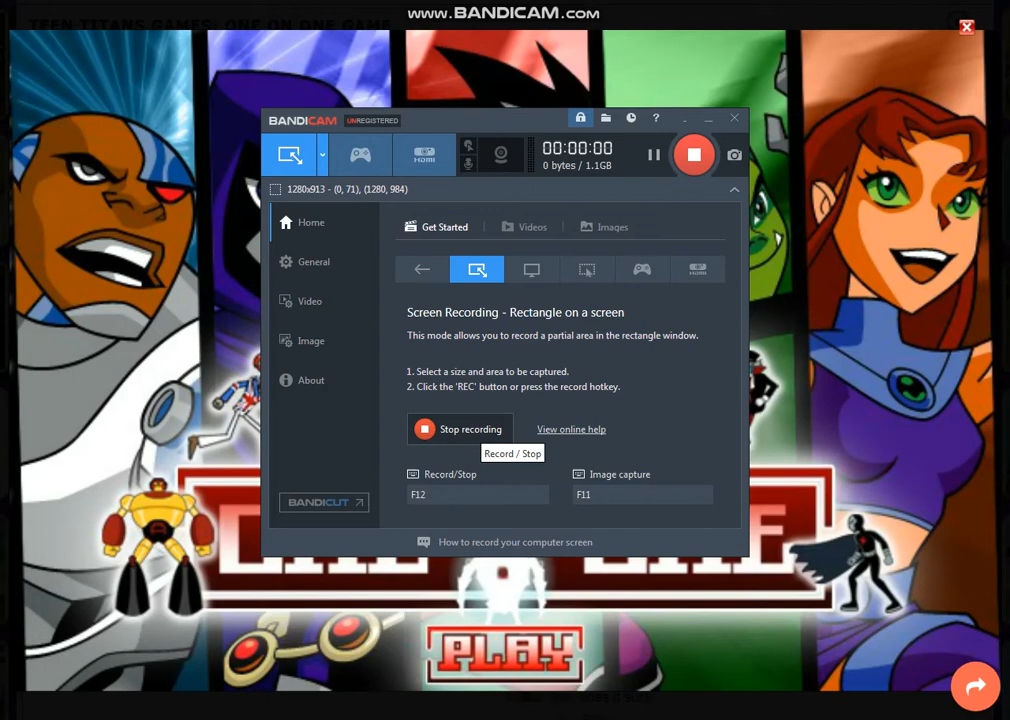 www.BANDICAM.com
TEEN TITANS GAMES: ONE ON ONE GAME
BANDICAM UNREGISTERED
HDMI
00:00:00
0 bytes / 1.1GB
1280x913 - (0, 71), (1280, 984)
Home
General
Video
Image
About
BANDICUT
Get Started
Videos
Images
HDMI
Screen Recording - Rectangle on a screen
This mode allows you to record a partial area in the rectangle window.
1. Select a size and area to be captured.
2. Click the 'REC' button or press the record hotkey.
Stop recording
View online help
Record / Stop
Record/Stop
F12
Image capture
F11
How to record your computer screen
PLAY